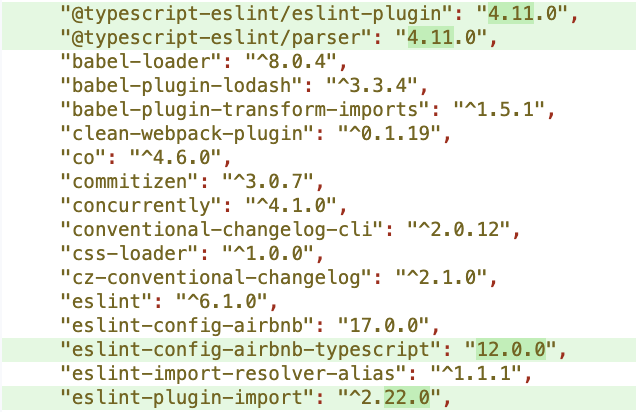 "@typescript-eslint/eslint-plugin": "4.11.0",
"@typescript-eslint/parser": "4.11.0",
"babel-loader": "^8.0.4",
"babel-plugin-lodash": "^3.3.4",
"babel-plugin-transform-imports": "^1.5.1",
"clean-webpack-plugin": "^0.1.19",
"co": "^4.6.0",
"commitizen": "^3.0.7",
"concurrently": "^4.1.0",
"conventional-changelog-cli": "^2.0.12",
"css-loader": "^1.0.0",
"cz-conventional-changelog": "^2.1.0",
"eslint": "^6.1.0",
"eslint-config-airbnb": "17.0.0",
"eslint-config-airbnb-typescript": "12.0.0",
"eslint-import-resolver-alias": "^1.1.1",
"eslint-plugin-import": "^2.22.0",